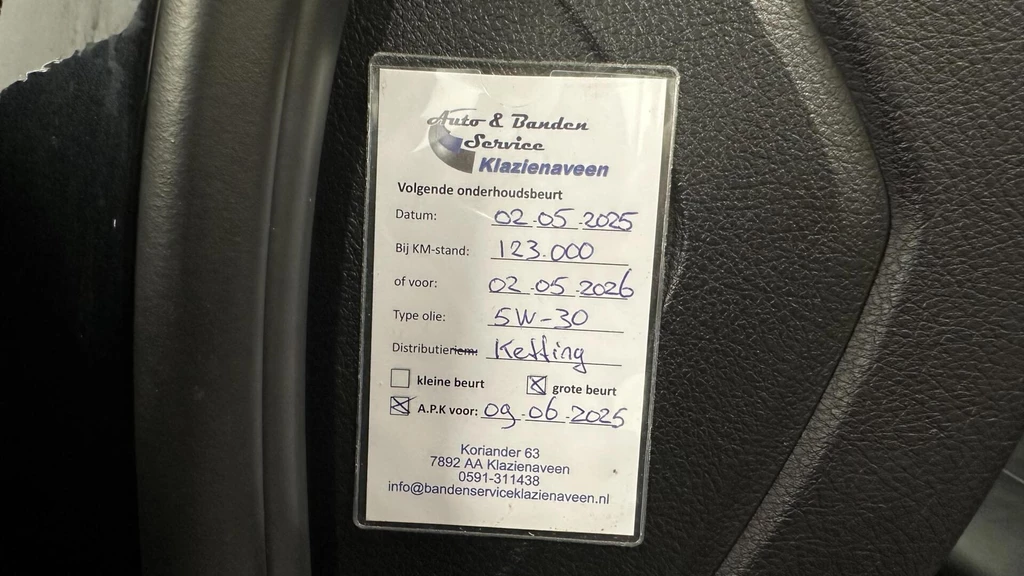 Auto & Banden
Service
Klazienaveen
Volgende onderhoudsbeurt
Datum: 02.05.2025
Bij KM-stand: 123.000
of voor: 02.05.2026
Type olie: 5W-30
Distributieriem: Ketting
kleine beurt grote beurt
A.P.K voor: 09.06.2025
Koriander 63
7892 AA Klazienaveen
0591-311438
info@bandenserviceklazienaveen.nl